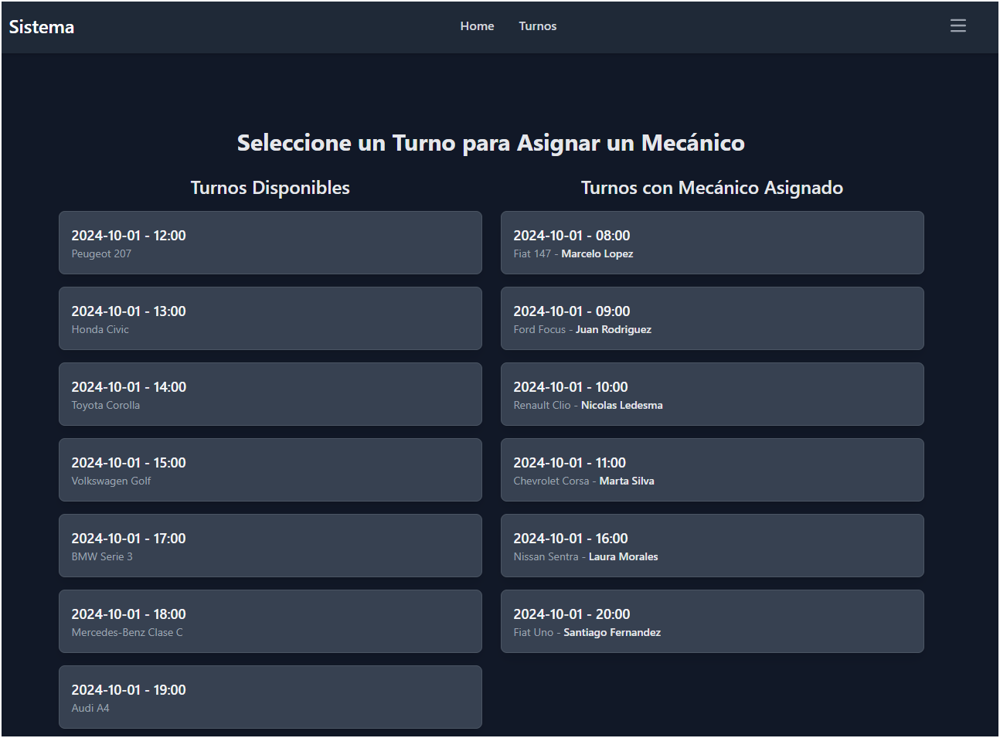 Sistema
Home
Turnos
Seleccione un Turno para Asignar un Mecánico
Turnos Disponibles
2024-10-01 - 12:00
Peugeot 207
2024-10-01 - 13:00
Honda Civic
2024-10-01 - 14:00
Toyota Corolla
2024-10-01 - 15:00
Volkswagen Golf
2024-10-01 - 17:00
BMW Serie 3
2024-10-01 - 18:00
Mercedes-Benz Clase C
2024-10-01 - 19:00
Audi A4
Turnos con Mecánico Asignado
2024-10-01 - 08:00
Fiat 147 - Marcelo Lopez
2024-10-01 - 09:00
Ford Focus - Juan Rodriguez
2024-10-01 - 10:00
Renault Clio - Nicolas Ledesma
2024-10-01 - 11:00
Chevrolet Corsa - Marta Silva
2024-10-01 - 16:00
Nissan Sentra - Laura Morales
2024-10-01 - 20:00
Fiat Uno - Santiago Fernandez